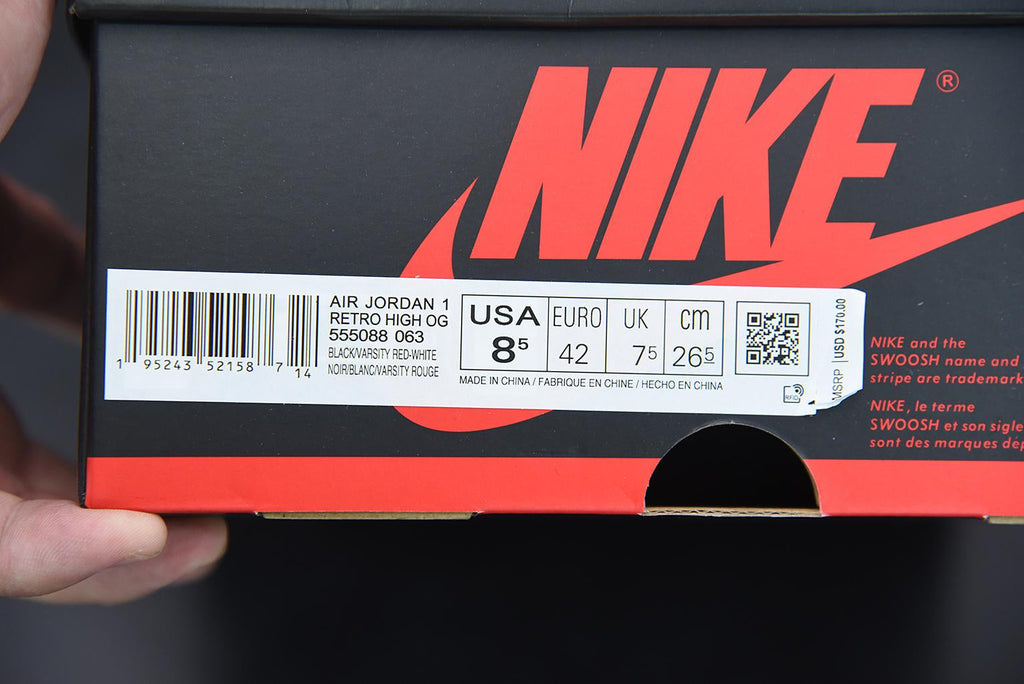 NIKE ®
AIR JORDAN 1
RETRO HIGH OG
555088 063
BLACK/VARSITY RED-WHITE
NOIR/BLANC/VARSITY ROUGE
1 95243 52158 7 14
USA EURO UK cm
8⁵ 42 7⁵ 26⁵
MADE IN CHINA / FABRIQUE EN CHINE / HECHO EN CHINA
RFID
MSRP USD $170.00
NIKE and the
SWOOSH name and
stripe are trademark
NIKE, le terme
SWOOSH et son sigle
sont des marques dép